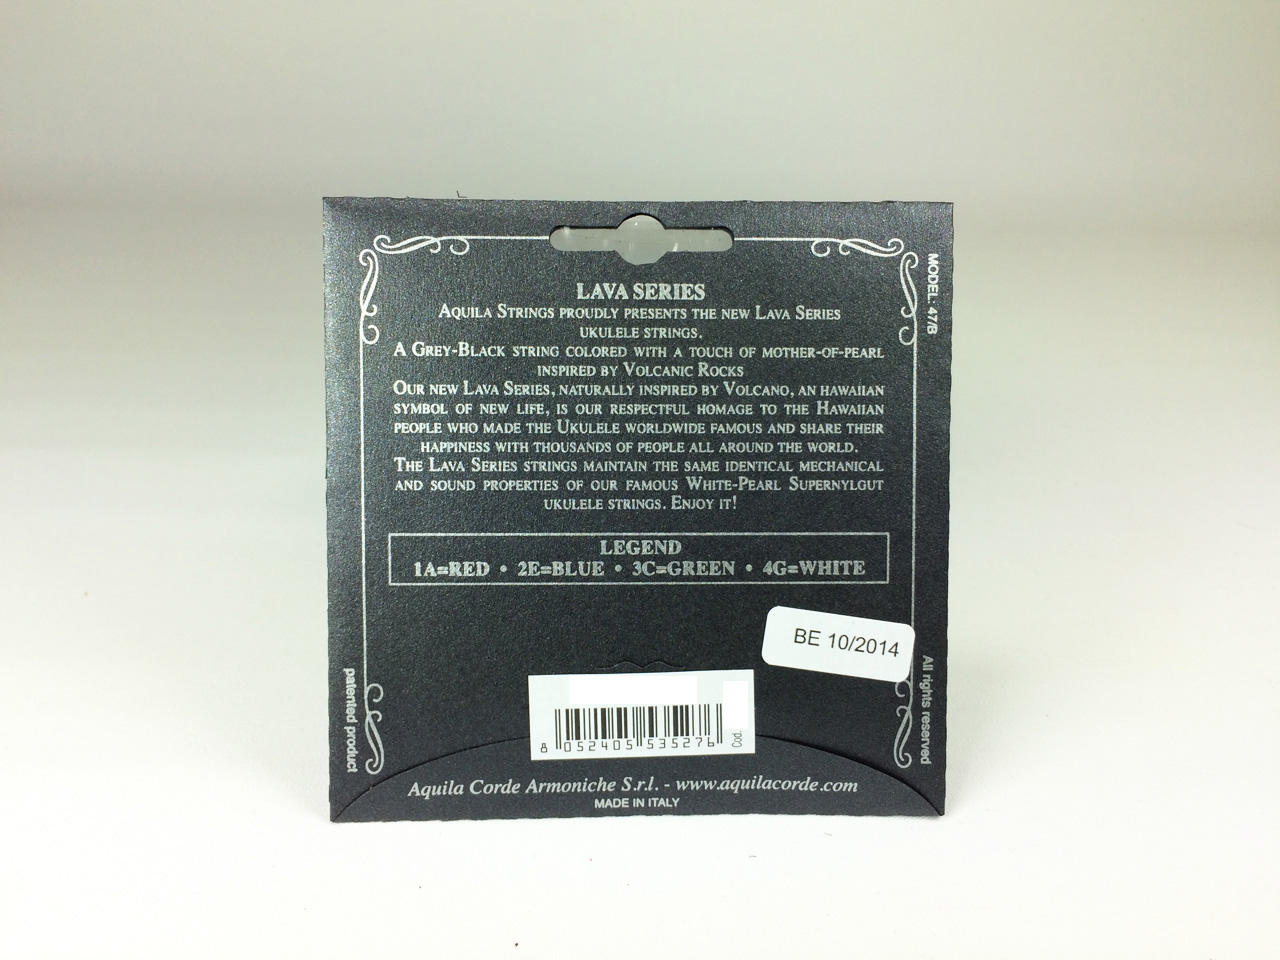 LAVA SERIES
AQUILA STRINGS PROUDLY PRESENTS THE NEW LAVA SERIES
UKULELE STRINGS.
A GREY-BLACK STRING COLORED WITH A TOUCH OF MOTHER-OF-PEARL
INSPIRED BY VOLCANIC ROCKS
OUR NEW LAVA SERIES, NATURALLY INSPIRED BY VOLCANO, AN HAWAIIAN
SYMBOL OF NEW LIFE, IS OUR RESPECTFUL HOMAGE TO THE HAWAIIAN
PEOPLE WHO MADE THE UKULELE WORLDWIDE FAMOUS AND SHARE THEIR
HAPPINESS WITH THOUSANDS OF PEOPLE ALL AROUND THE WORLD.
THE LAVA SERIES STRINGS MAINTAIN THE SAME IDENTICAL MECHANICAL
AND SOUND PROPERTIES OF OUR FAMOUS WHITE-PEARL SUPERNYLGUT
UKULELE STRINGS. ENJOY IT!
LEGEND
1A=RED • 2E=BLUE • 3C=GREEN • 4G=WHITE
MODEL: 47/B
BE 10/2014
patented product
All rights reserved
8 052405 535276
Cod.
Aquila Corde Armoniche S.r.l. - www.aquilacorde.com
MADE IN ITALY